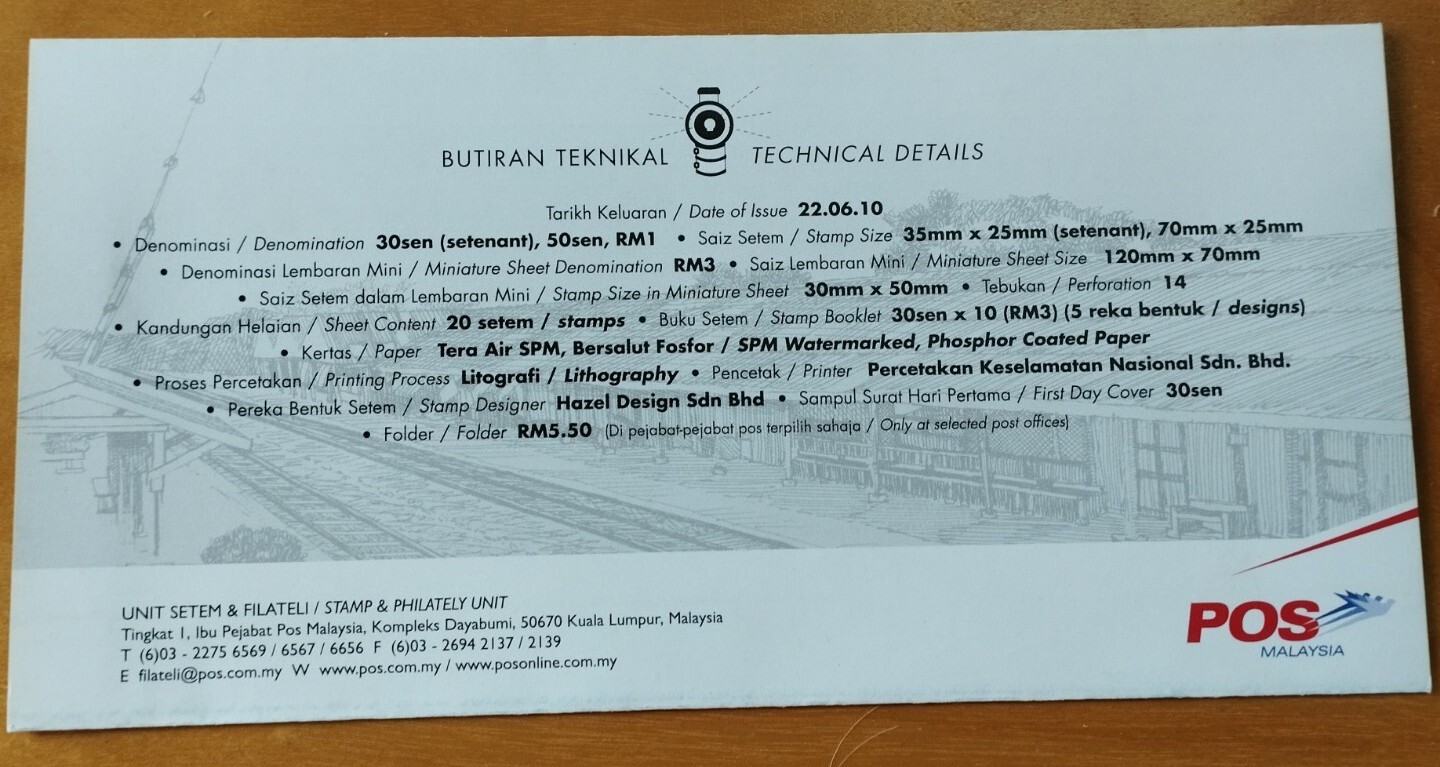 BUTIRAN TEKNIKAL TECHNICAL DETAILS
Tarikh Keluaran / Date of Issue 22.06.10
• Denominasi / Denomination 30sen (setenant), 50sen, RM1 • Saiz Setem / Stamp Size 35mm x 25mm (setenant), 70mm x 25mm
• Denominasi Lembaran Mini / Miniature Sheet Denomination RM3 • Saiz Lembaran Mini / Miniature Sheet Size 120mm x 70mm
• Saiz Setem dalam Lembaran Mini / Stamp Size in Miniature Sheet 30mm x 50mm • Tebukan / Perforation 14
• Kandungan Helaian / Sheet Content 20 setem / stamps • Buku Setem / Stamp Booklet 30sen x 10 (RM3) (5 reka bentuk / designs)
• Kertas / Paper Tera Air SPM, Bersalut Fosfor / SPM Watermarked, Phosphor Coated Paper
• Proses Percetakan / Printing Process Litografi / Lithography • Pencetak / Printer Percetakan Keselamatan Nasional Sdn. Bhd.
• Pereka Bentuk Setem / Stamp Designer Hazel Design Sdn Bhd • Sampul Surat Hari Pertama / First Day Cover 30sen
• Folder / Folder RM5.50 (Di pejabat-pejabat pos terpilih sahaja / Only at selected post offices)
UNIT SETEM & FILATELI / STAMP & PHILATELY UNIT
Tingkat 1, Ibu Pejabat Pos Malaysia, Kompleks Dayabumi, 50670 Kuala Lumpur, Malaysia
T (6)03 - 2275 6569 / 6567 / 6656 F (6)03 - 2694 2137 / 2139
E filateli@pos.com.my W www.pos.com.my / www.posonline.com.my
POS
MALAYSIA